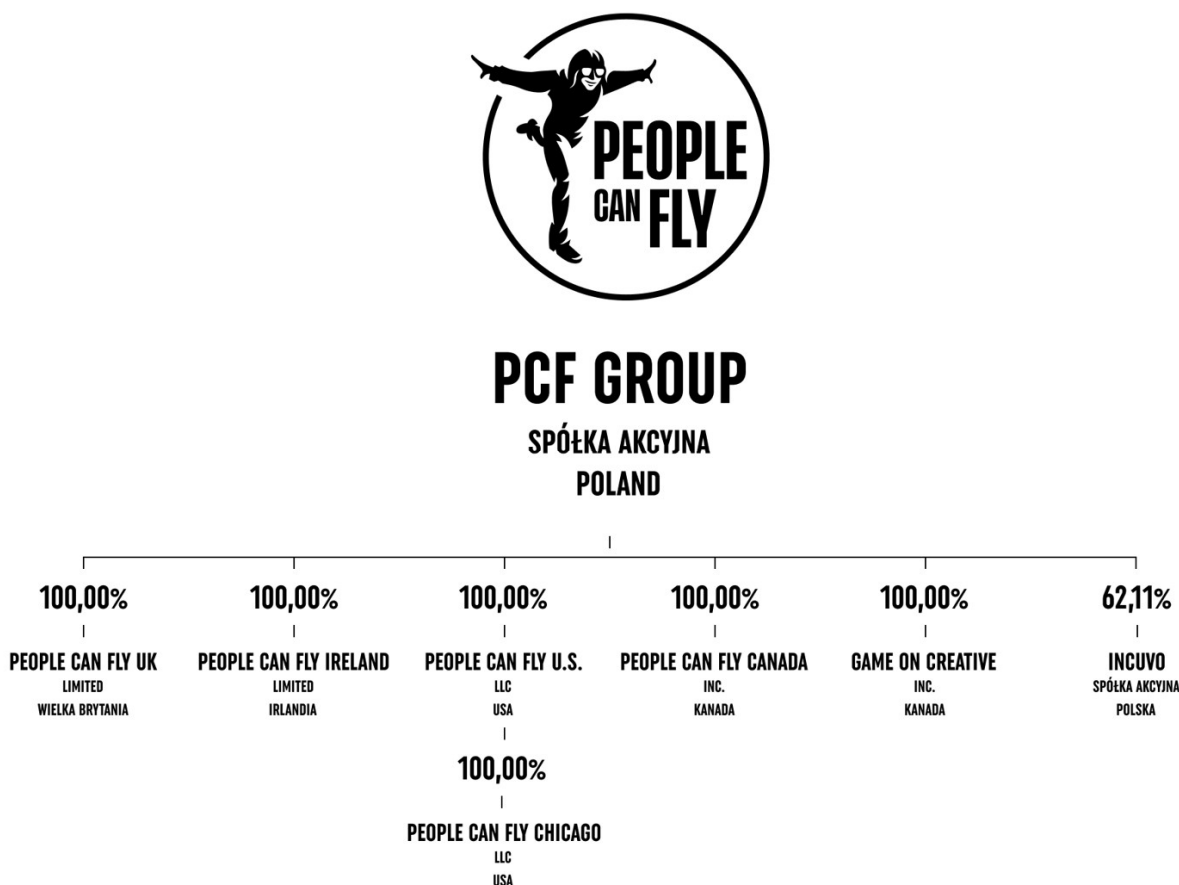 PEOPLE
CAN FLY
PCF GROUP
SPÓŁKA AKCYJNA
POLAND
100,00%
100,00%
100,00%
100,00%
100,00%
62,11%
PEOPLE CAN FLY UK
LIMITED
WIELKA BRYTANIA
PEOPLE CAN FLY IRELAND
LIMITED
IRLANDIA
PEOPLE CAN FLY U.S.
LLC
USA
PEOPLE CAN FLY CANADA
INC.
KANADA
GAME ON CREATIVE
INC.
KANADA
INCUVO
SPÓŁKA AKCYJNA
POLSKA
100,00%
PEOPLE CAN FLY CHICAGO
LLC
USA